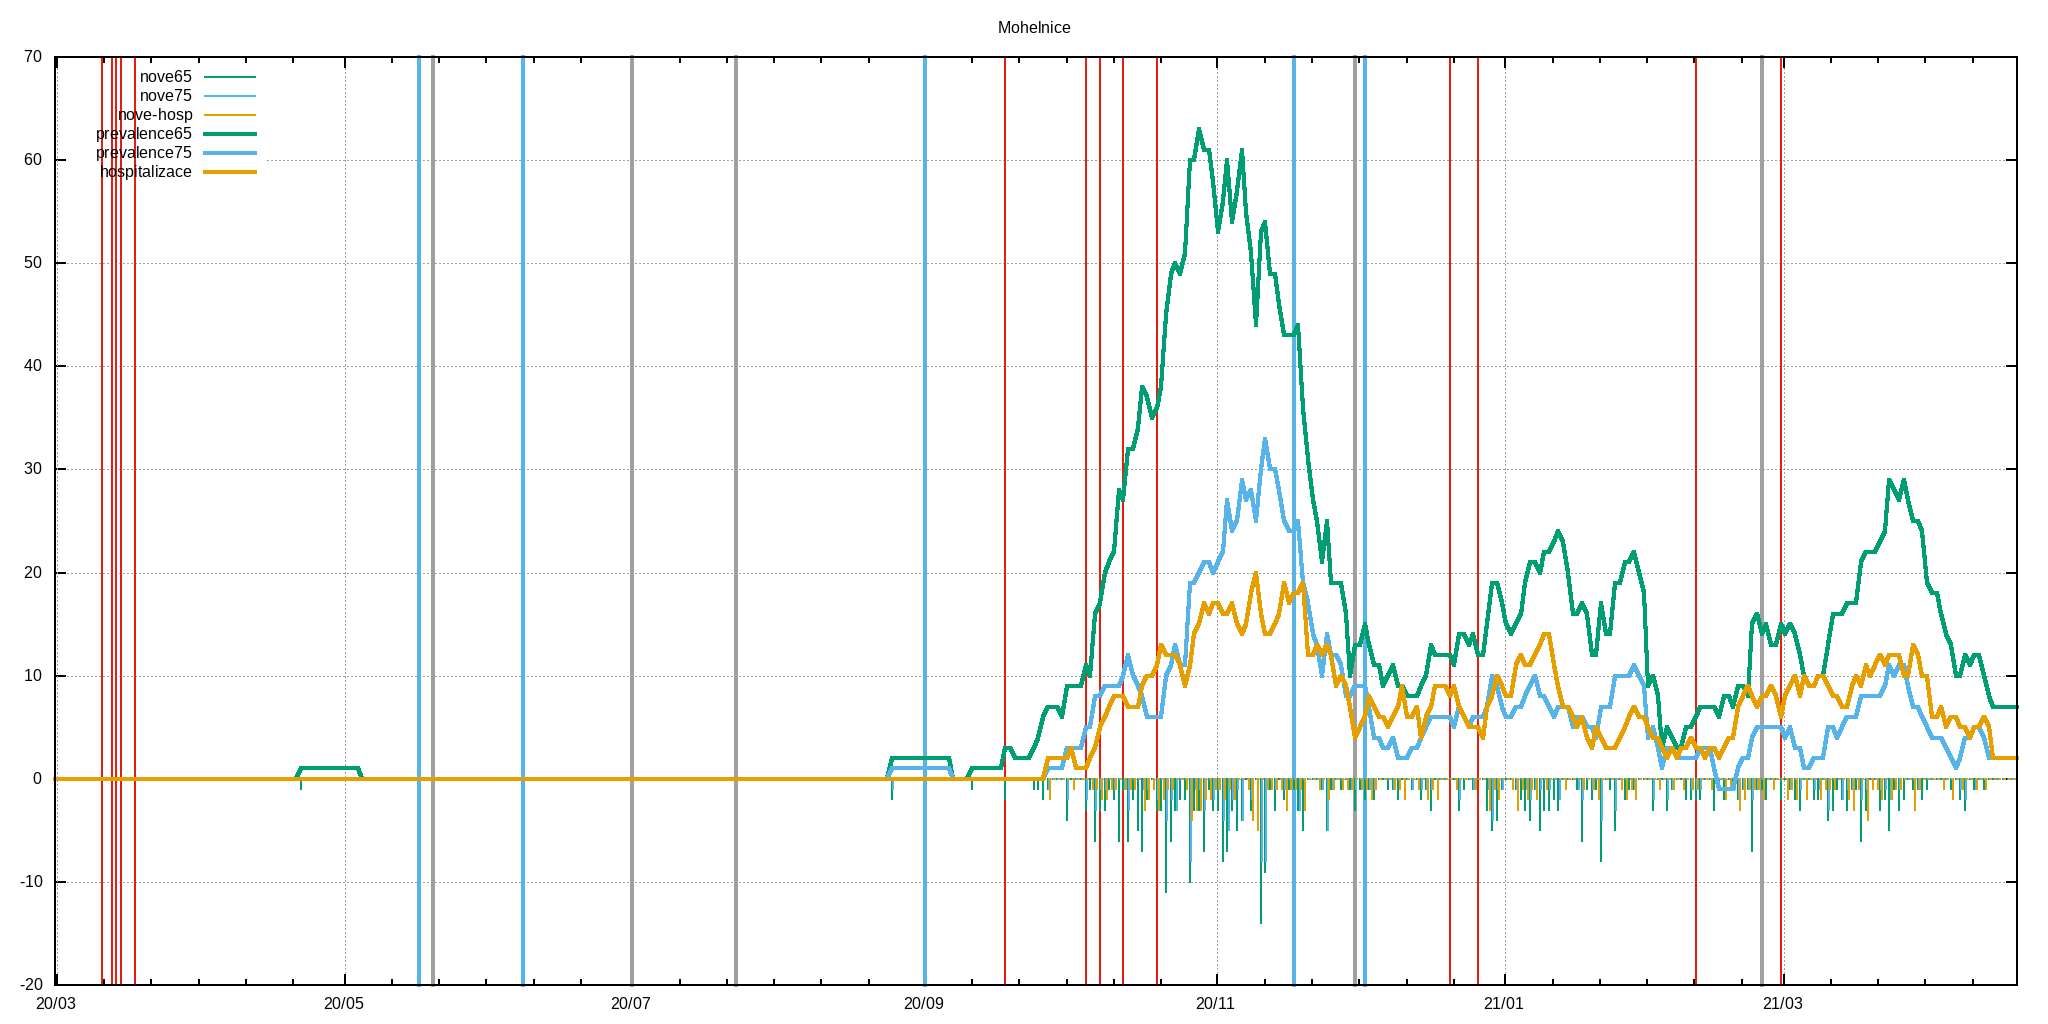 Mohelnice
70
nove65
nove75
nove-hosp
prevalence65
prevalence75
hospitalizace
60
50
40
30
20
10
0
-10
-20
20/03 20/05 20/07 20/09 20/11 21/01 21/03